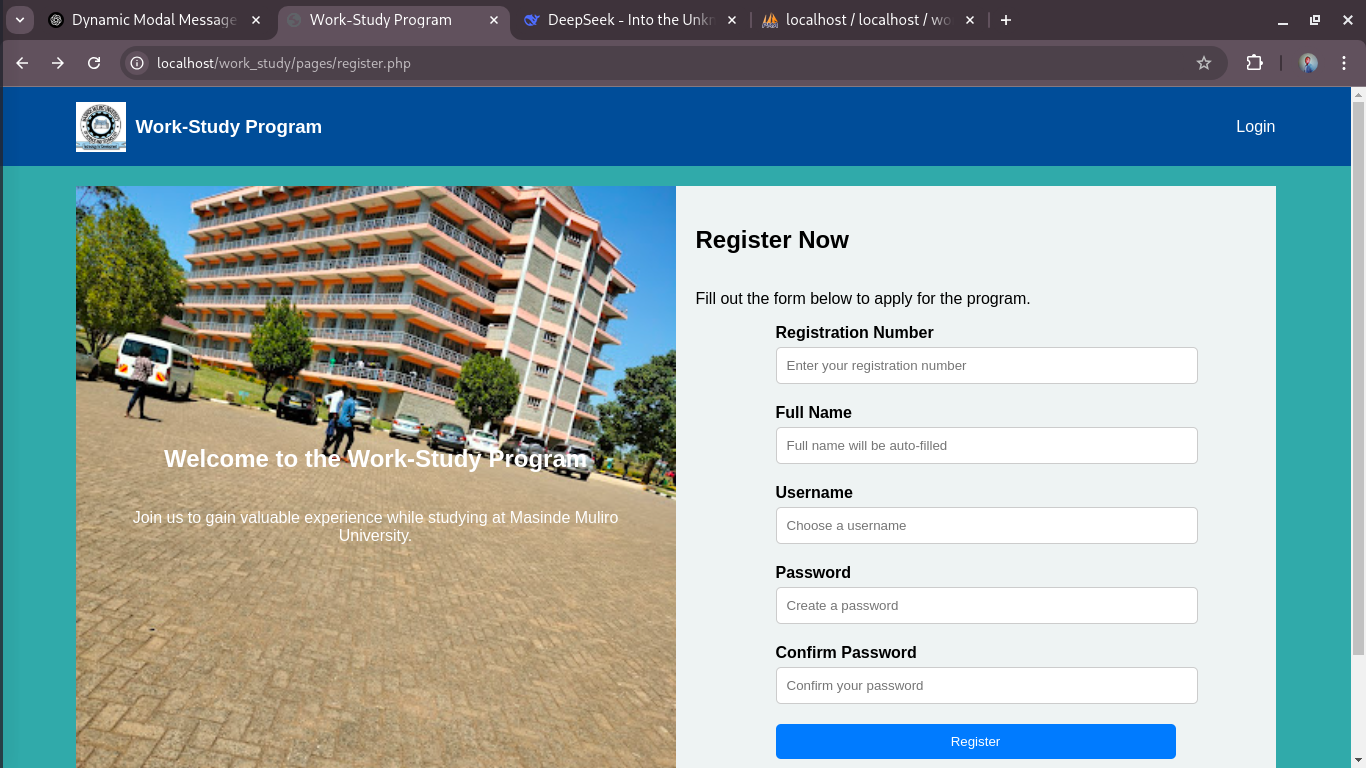 Dynamic Modal Message
Work-Study Program
DeepSeek - Into the Unkn
localhost / localhost / wo
localhost/work_study/pages/register.php
Work-Study Program
Login
Welcome to the Work-Study Program
Join us to gain valuable experience while studying at Masinde Muliro
University.
Register Now
Fill out the form below to apply for the program.
Registration Number
Enter your registration number
Full Name
Full name will be auto-filled
Username
Choose a username
Password
Create a password
Confirm Password
Confirm your password
Register